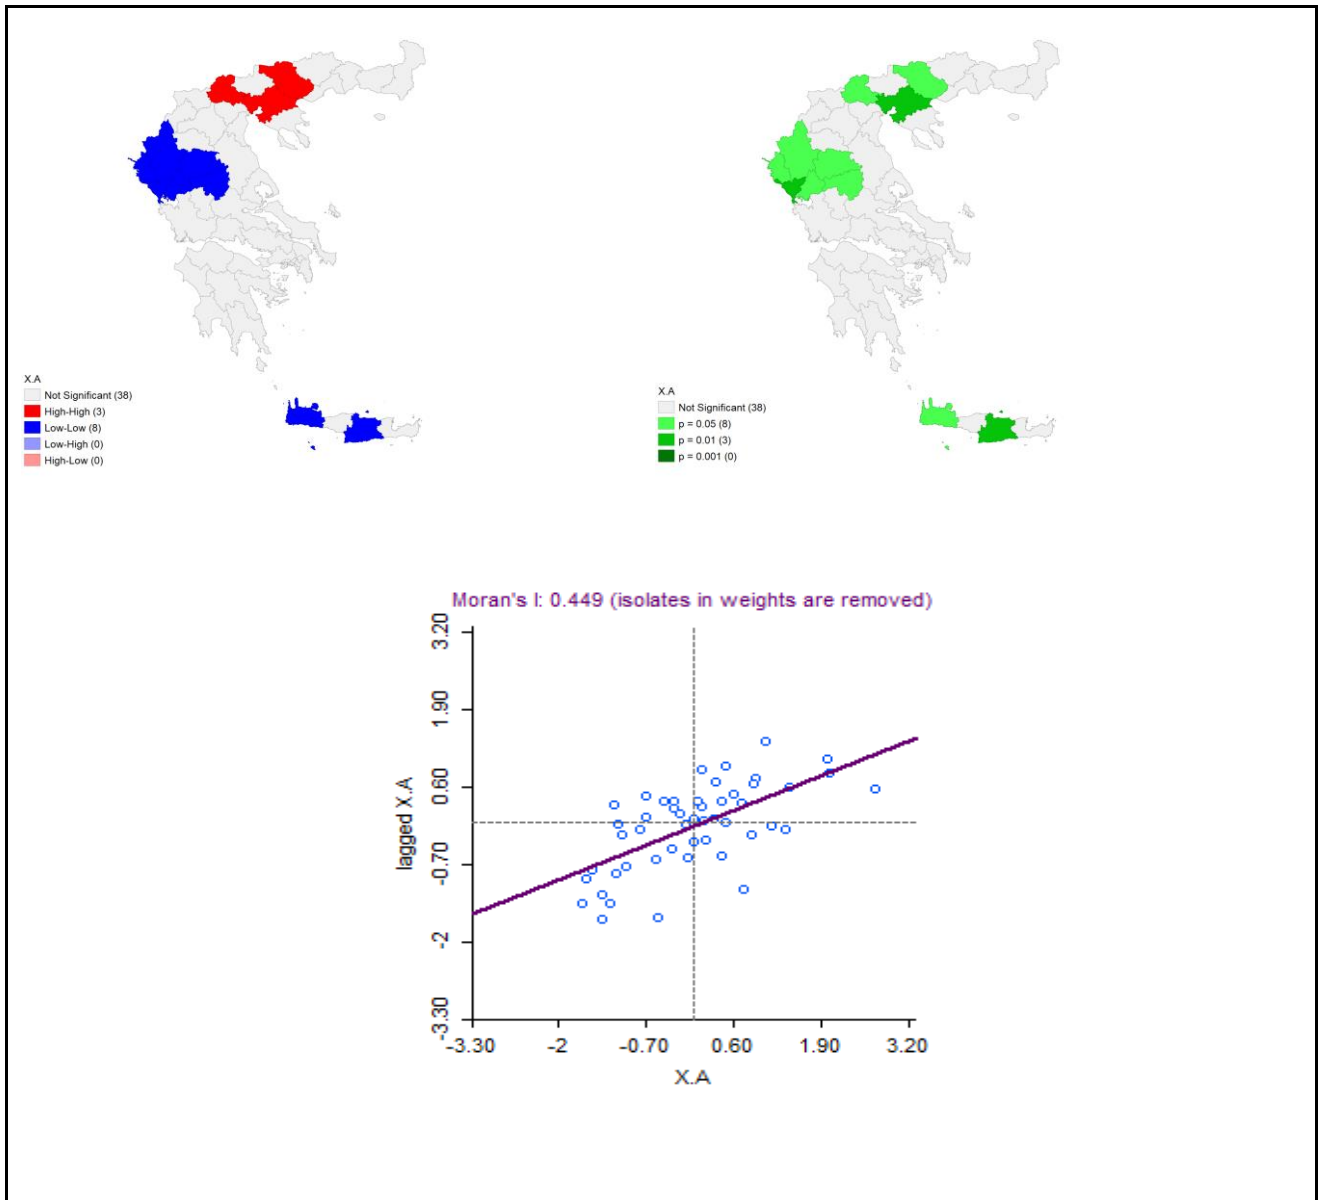 X.A
Not Significant (38)
High-High (3)
Low-Low (8)
Low-High (0)
High-Low (0)
X.A
Not Significant (38)
p = 0.05 (8)
p = 0.01 (3)
p = 0.001 (0)
Moran's I: 0.449 (isolates in weights are removed)
3.20
1.90
0.60
-0.70
-2
-3.30
lagged X.A
-3.30 -2 -0.70 0.60 1.90 3.20
X.A